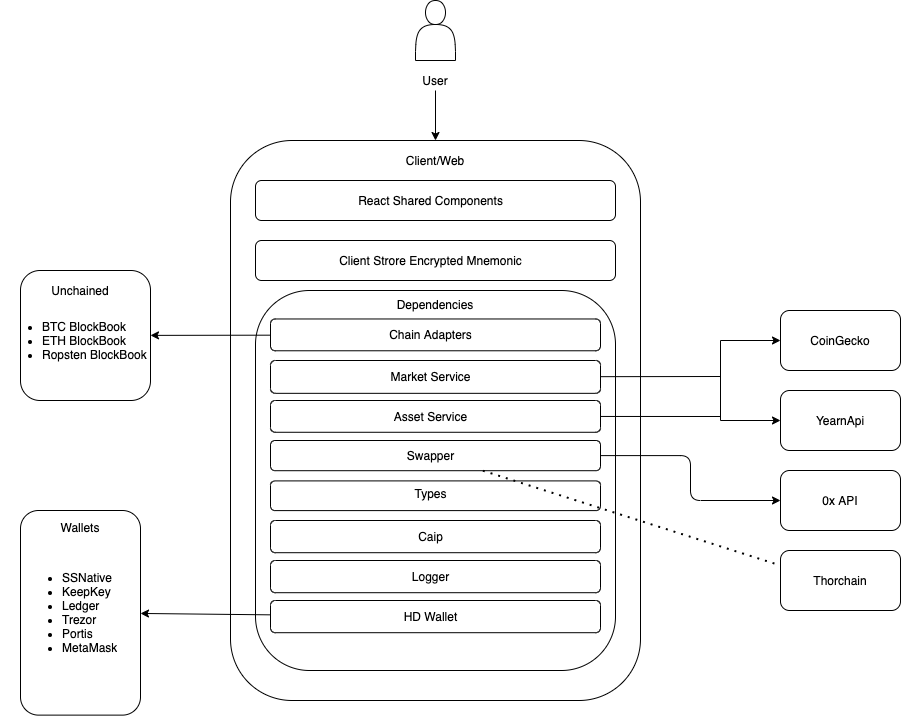 User
Client/Web
React Shared Components
Client Strore Encrypted Mnemonic
Dependencies
Chain Adapters
Market Service
Asset Service
Swapper
Types
Caip
Logger
HD Wallet
Unchained
BTC BlockBook
ETH BlockBook
Ropsten BlockBook
Wallets
SSNative
KeepKey
Ledger
Trezor
Portis
MetaMask
CoinGecko
YearnApi
0x API
Thorchain